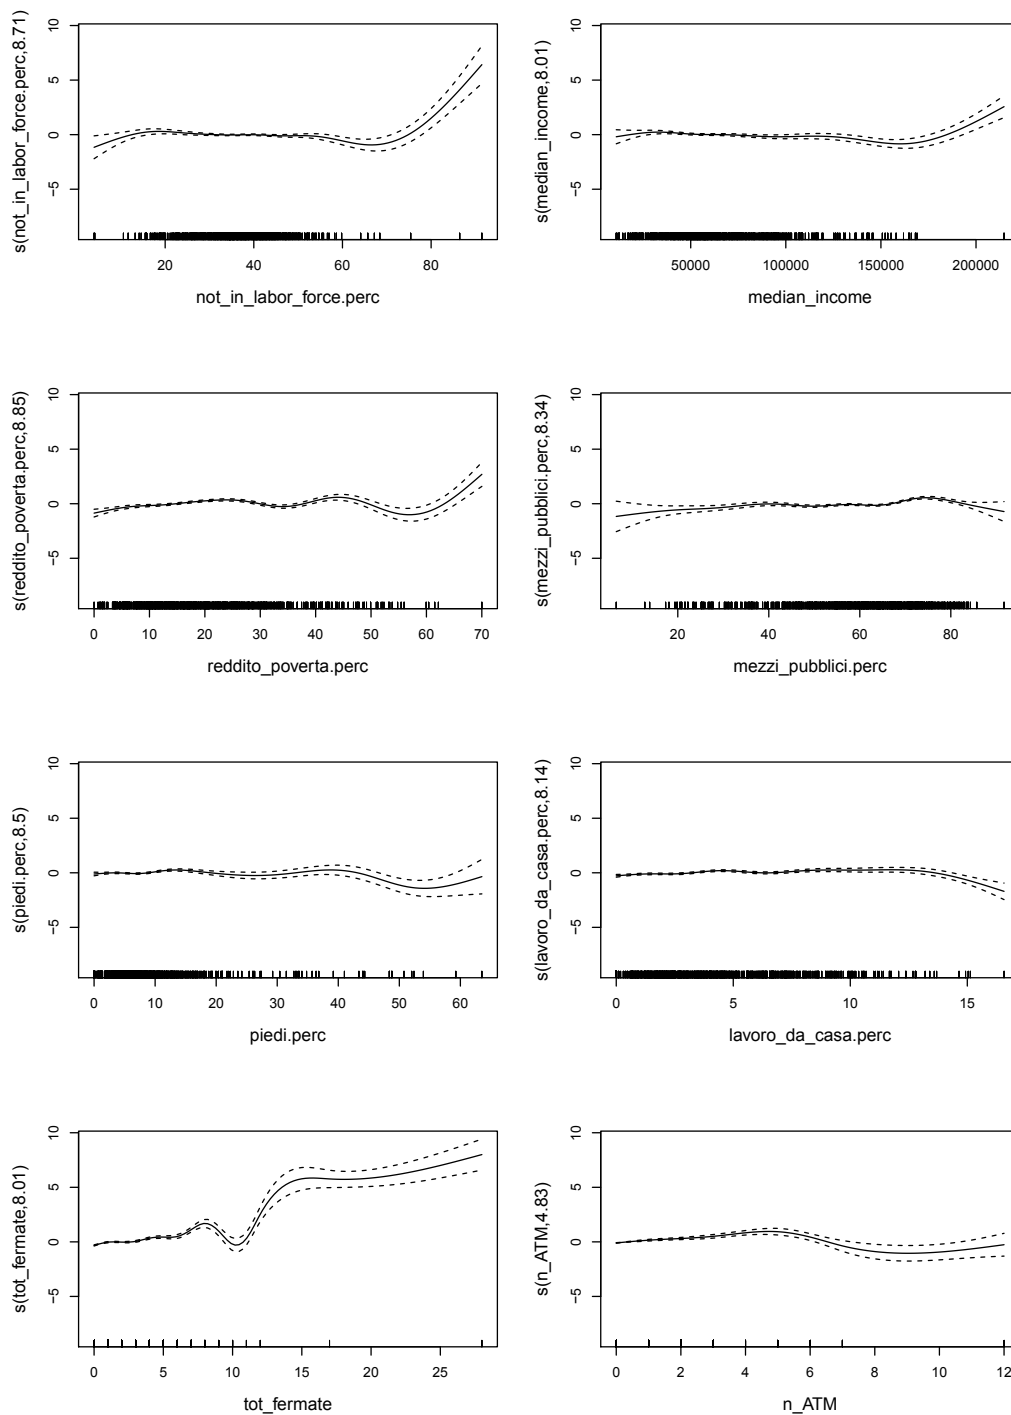 s(not_in_labor_force.perc,8.71)
10
5
0
−5
20 40 60 80
not_in_labor_force.perc
s(median_income,8.01)
10
5
0
−5
50000 100000 150000 200000
median_income
s(reddito_poverta.perc,8.85)
10
5
0
−5
0 10 20 30 40 50 60 70
reddito_poverta.perc
s(mezzi_pubblici.perc,8.34)
10
5
0
−5
20 40 60 80
mezzi_pubblici.perc
s(piedi.perc,8.5)
10
5
0
−5
0 10 20 30 40 50 60
piedi.perc
s(lavoro_da_casa.perc,8.14)
10
5
0
−5
0 5 10 15
lavoro_da_casa.perc
s(tot_fermate,8.01)
10
5
0
−5
0 5 10 15 20 25
tot_fermate
s(n_ATM,4.83)
10
5
0
−5
0 2 4 6 8 10 12
n_ATM